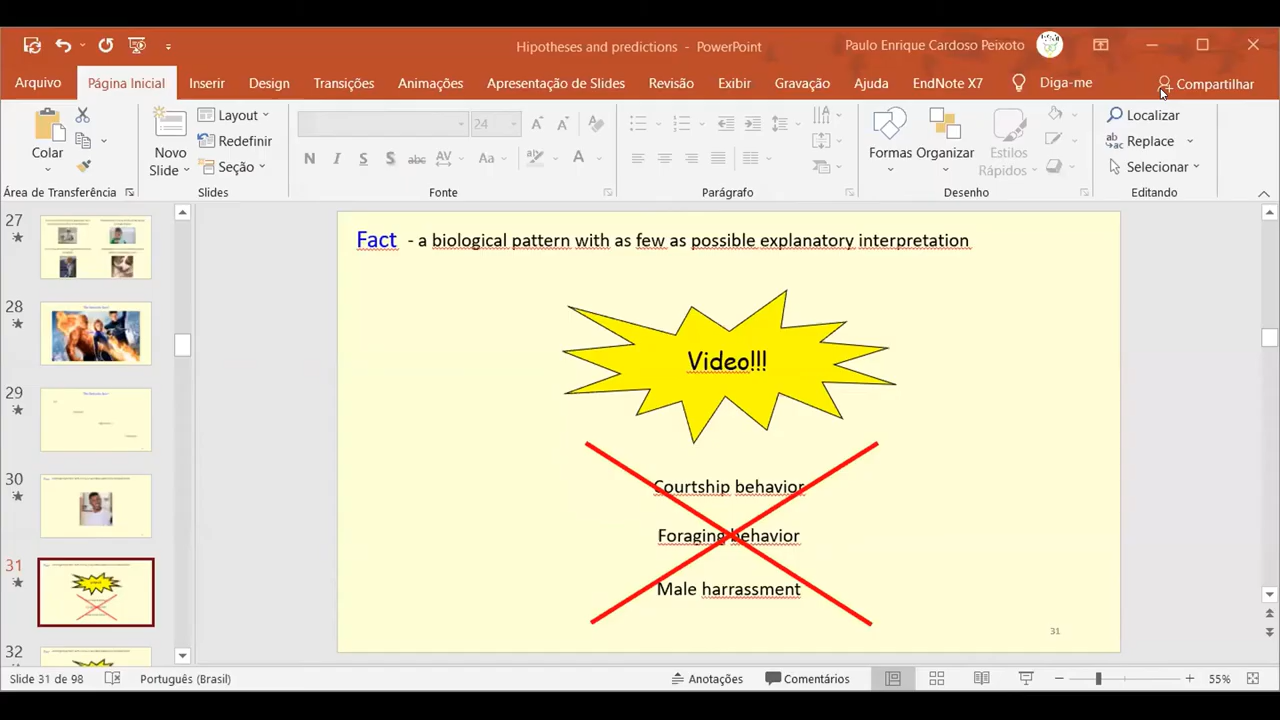 Hipotheses and predictions - PowerPoint
Paulo Enrique Cardoso Peixoto
Arquivo
Página Inicial
Inserir
Design
Transições
Animações
Apresentação de Slides
Revisão
Exibir
Gravação
Ajuda
EndNote X7
Diga-me
Compartilhar
Colar
Área de Transferência
Novo
Slide
Layout
Redefinir
Seção
Slides
24
N
I
S
S
abc
AV
Aa
A
Fonte
Parágrafo
Formas
Organizar
Estilos
Rápidos
Desenho
Localizar
Replace
Selecionar
Editando
27
28
29
30
31
32
Fact - a biological pattern with as few as possible explanatory interpretation
Video!!!
Courtship behavior
Foraging behavior
Male harrassment
31
Slide 31 de 98
Português (Brasil)
Anotações
Comentários
55%